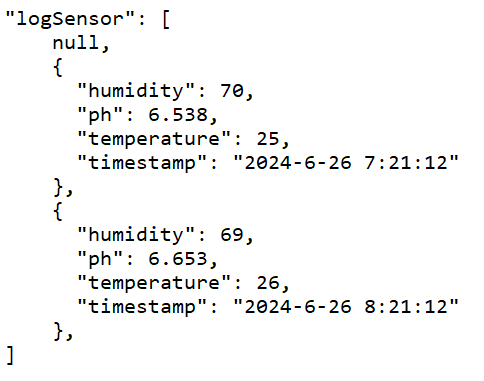 "logSensor": [
    null,
    {
      "humidity": 70,
      "ph": 6.538,
      "temperature": 25,
      "timestamp": "2024-6-26 7:21:12"
    },
    {
      "humidity": 69,
      "ph": 6.653,
      "temperature": 26,
      "timestamp": "2024-6-26 8:21:12"
    },
]